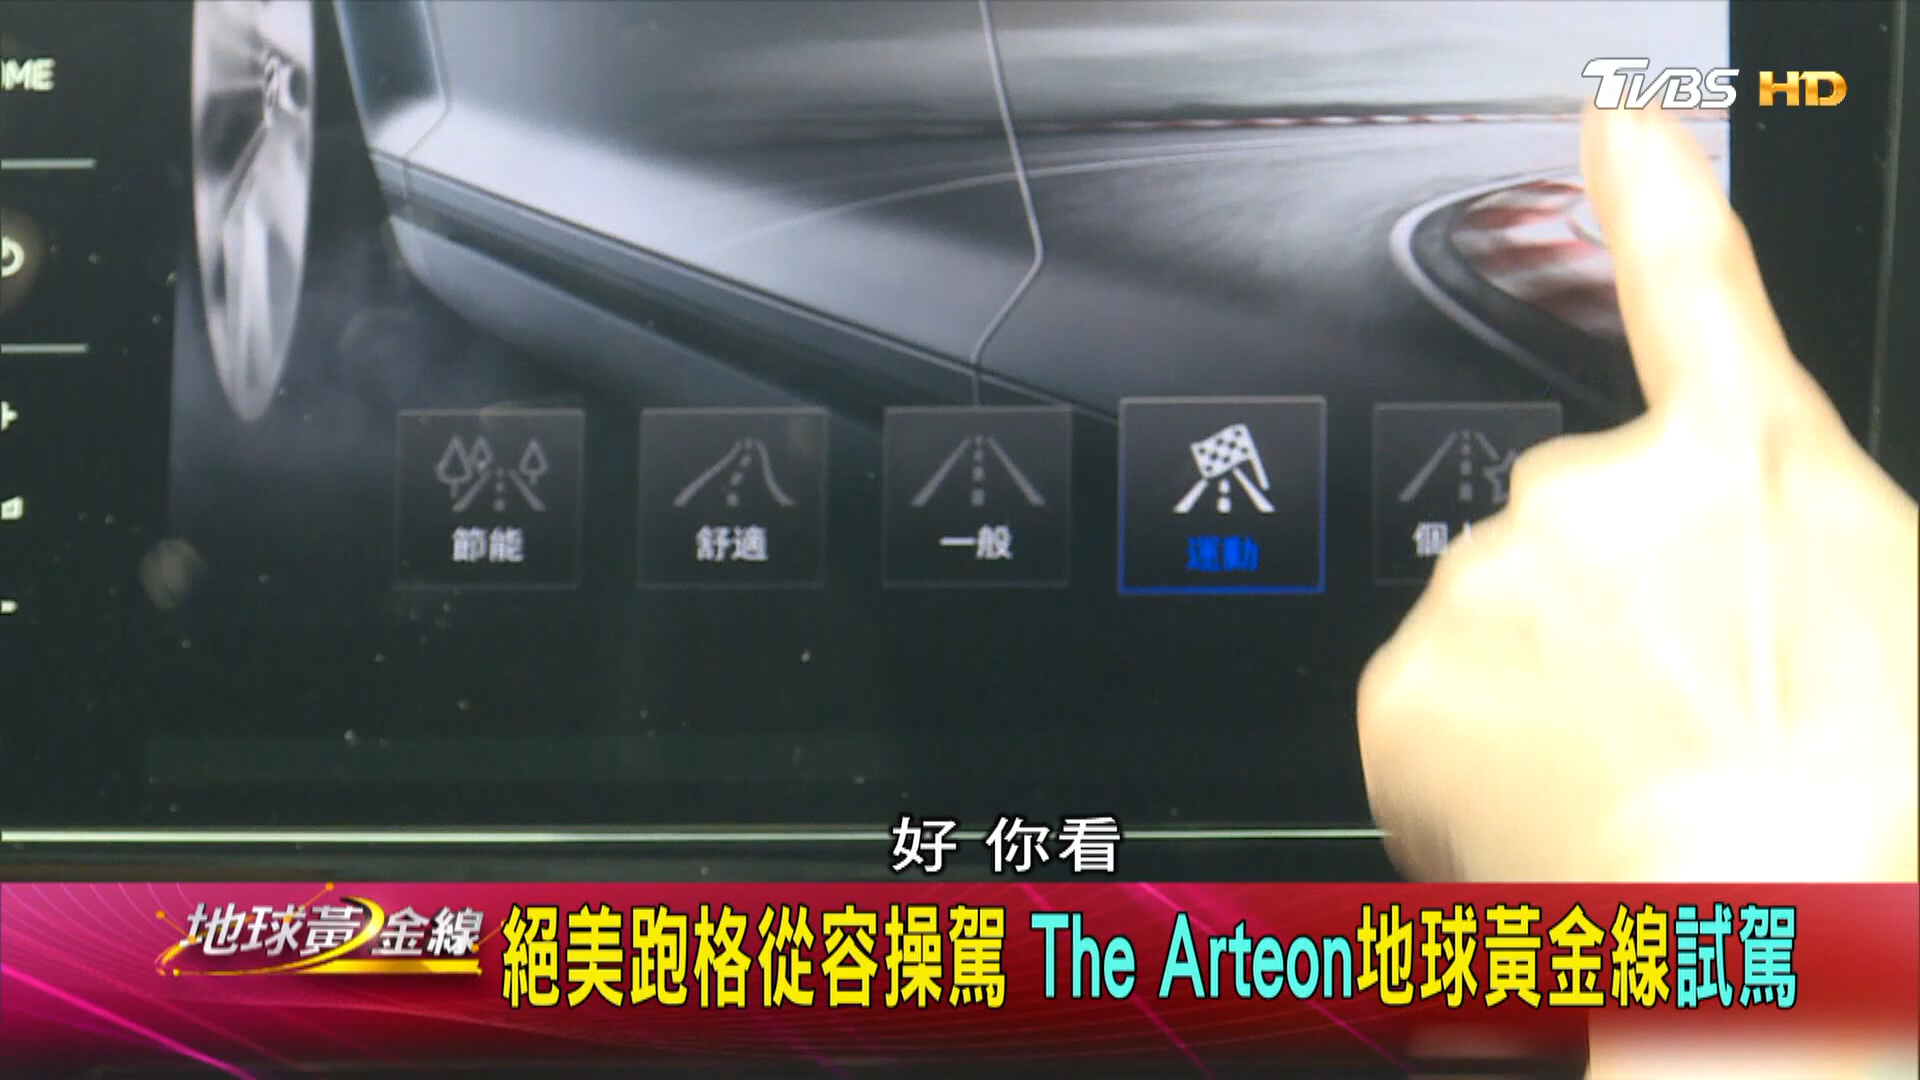 TVBS HD
節能
舒適
一般
運動
好 你看
地球黃金線
絕美跑格從容操駕 The Arteon地球黃金線試駕